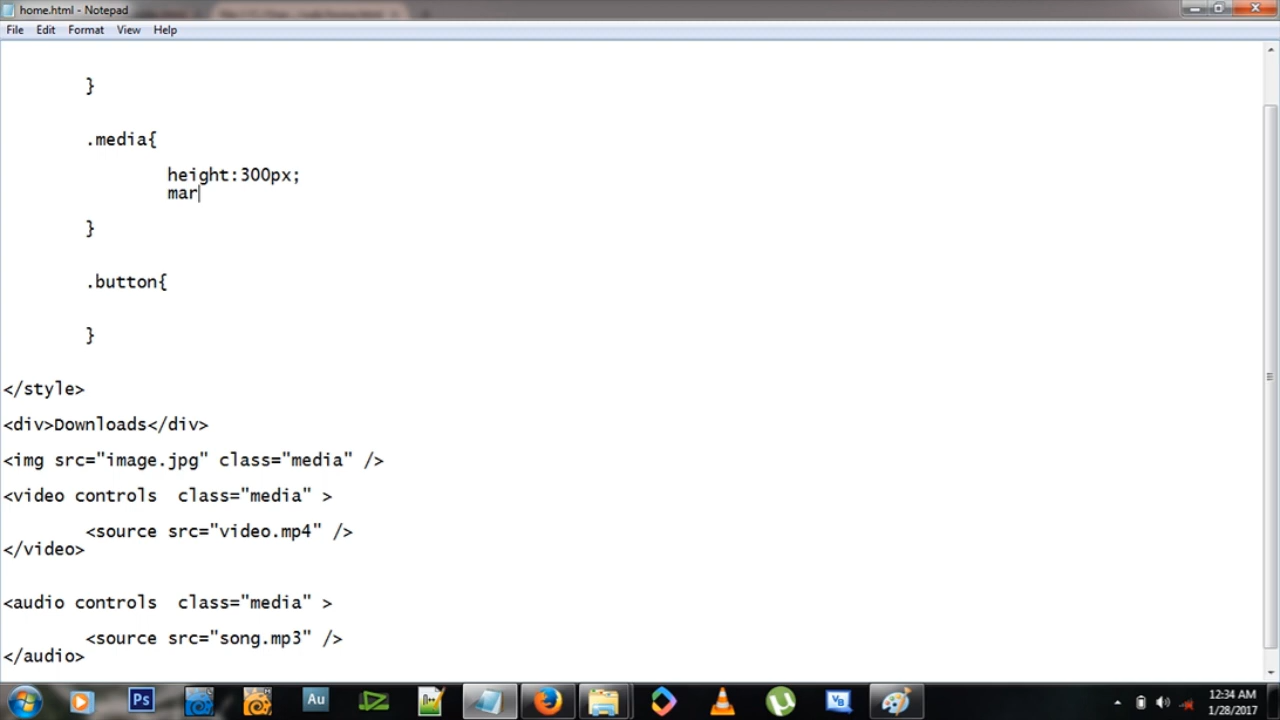 home.html - Notepad
File Edit Format View Help
}
.media{
height:300px;
mar
}
.button{
}
</style>
<div>Downloads</div>
<img src="image.jpg" class="media" />
<video controls  class="media" >
<source src="video.mp4" />
</video>
<audio controls  class="media" >
<source src="song.mp3" />
</audio>
Ps
Au
12:34 AM
1/28/2017